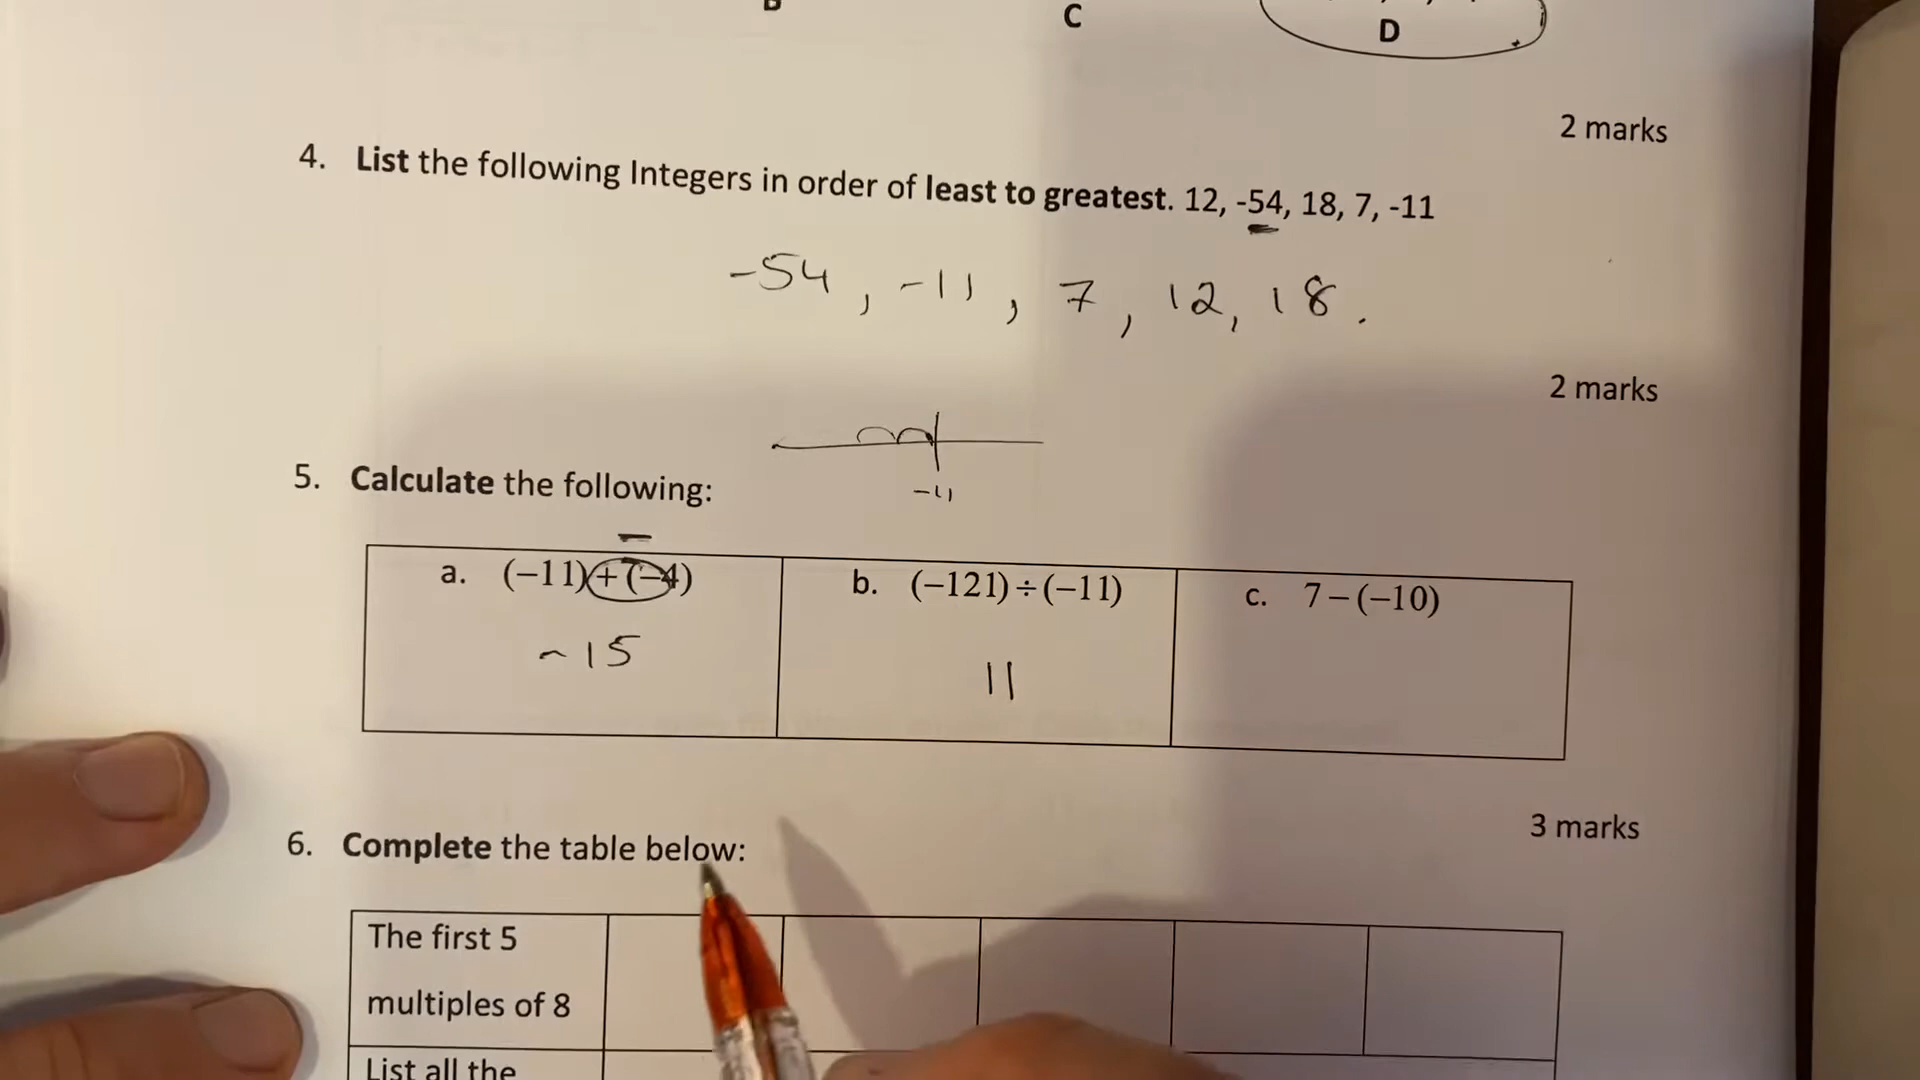 B C D
2 marks
4. List the following Integers in order of least to greatest. 12, -54, 18, 7, -11
-54, -11, 7, 12, 18.
2 marks
-11
5. Calculate the following:
-
a. (−11)+(−4) b. (−121)÷(−11) c. 7−(−10)
-15 11
3 marks
6. Complete the table below:
The first 5
multiples of 8
List all the